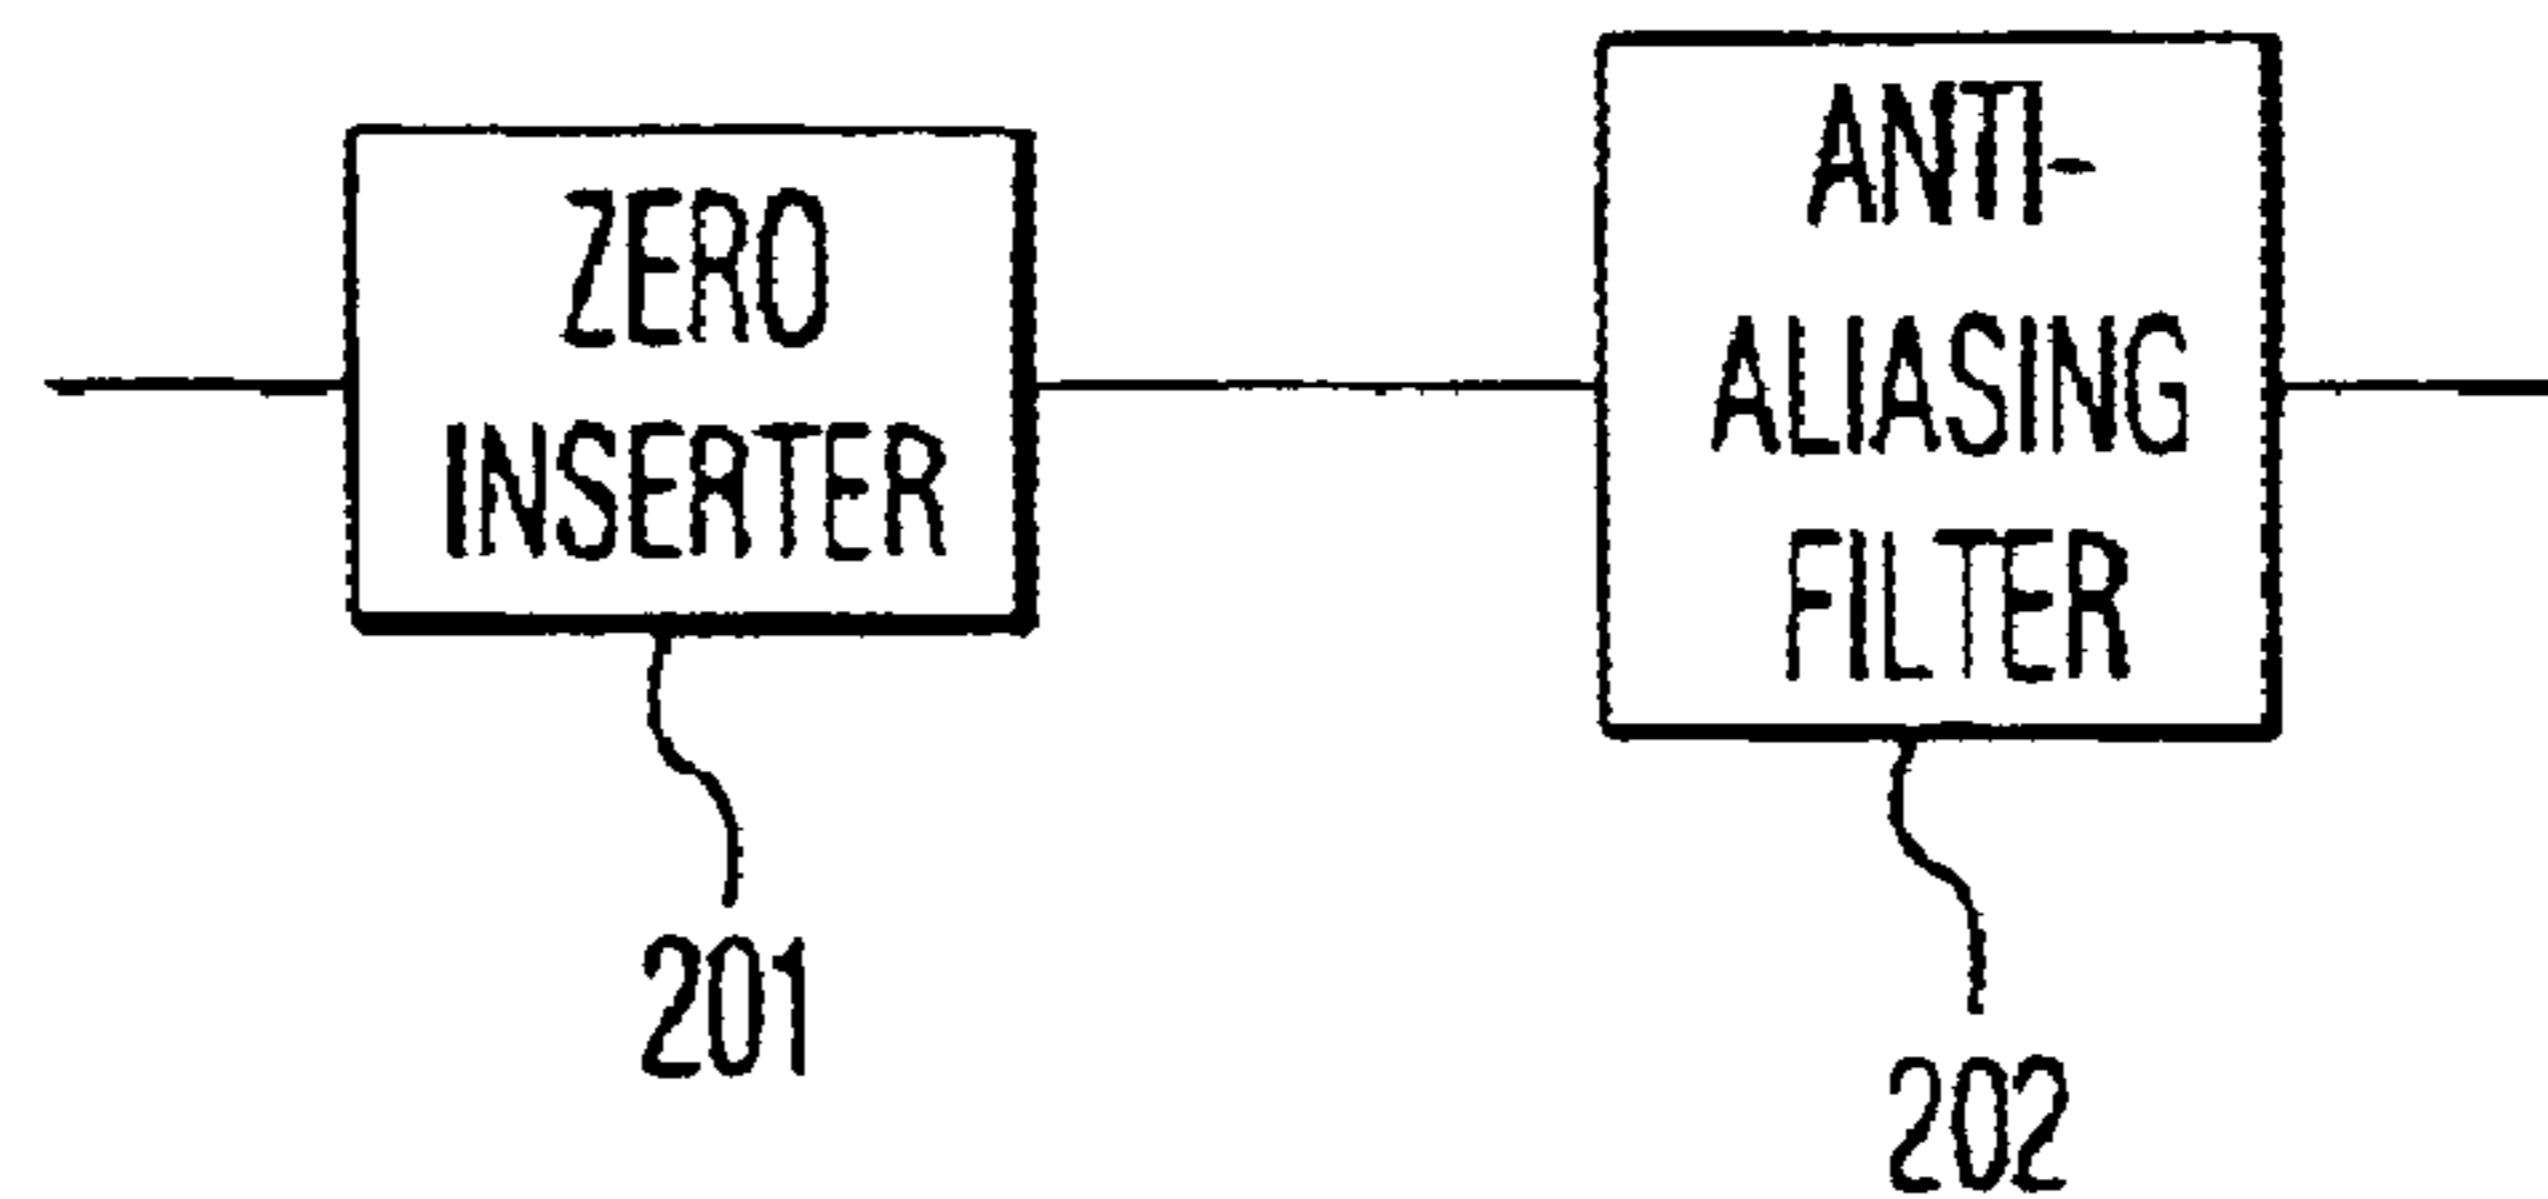 ZERO
INSERTER
201
ANTI-
ALIASING
FILTER
202